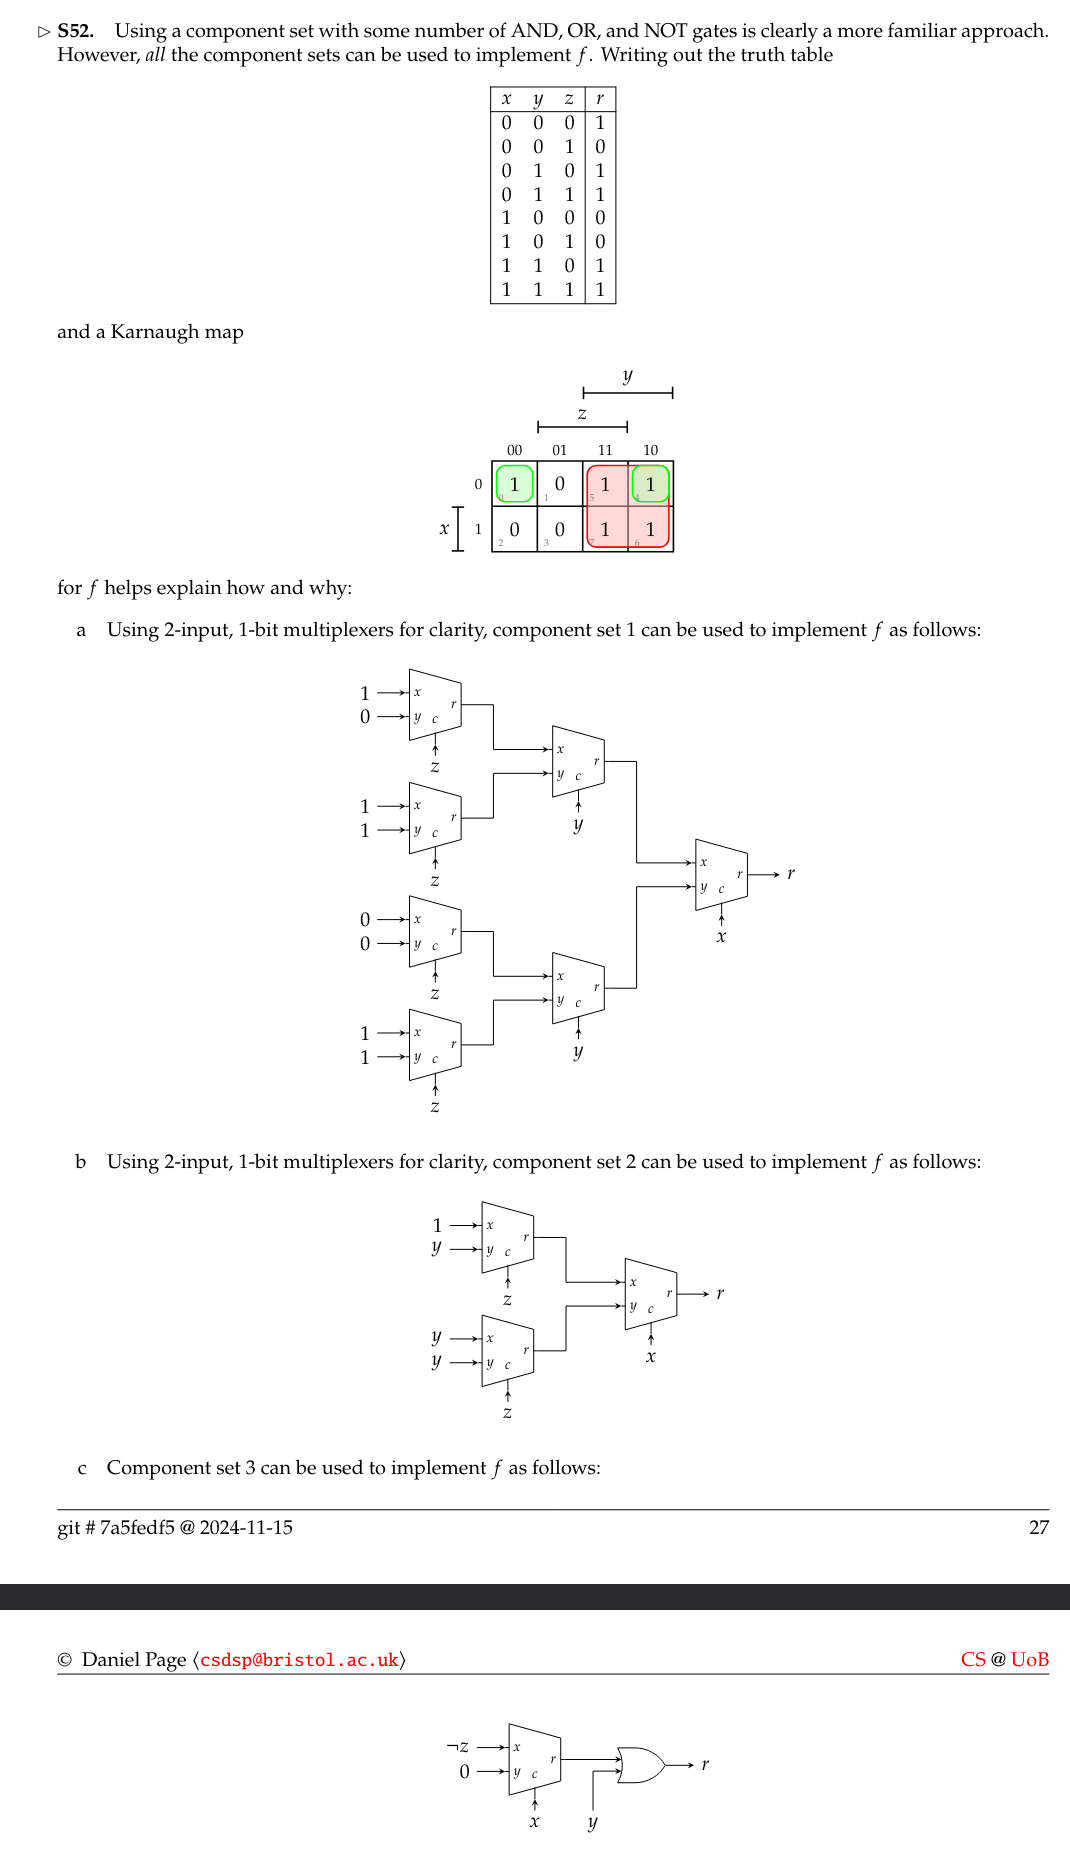 ▷ S52. Using a component set with some number of AND, OR, and NOT gates is clearly a more familiar approach.
However, all the component sets can be used to implement f. Writing out the truth table
x y z r
0 0 0 1
0 0 1 0
0 1 0 1
0 1 1 1
1 0 0 0
1 0 1 0
1 1 0 1
1 1 1 1
and a Karnaugh map
y
z
00 01 11 10
0 1 0 1 1
0 1 5 4
x 1 0 0 1 1
2 3 7 6
for f helps explain how and why:
a Using 2-input, 1-bit multiplexers for clarity, component set 1 can be used to implement f as follows:
1 x
r
0 y c
z
x
r
y c
y
1 x
r
1 y c
z
x
r r
y c
x
0 x
r
0 y c
z
x
r
y c
y
1 x
r
1 y c
z
b Using 2-input, 1-bit multiplexers for clarity, component set 2 can be used to implement f as follows:
1 x
r
y y c
z
x
r r
y c
x
y x
r
y y c
z
c Component set 3 can be used to implement f as follows:
git # 7a5fedf5 @ 2024-11-15 27
© Daniel Page ⟨csdsp@bristol.ac.uk⟩ CS @ UoB
¬z x
r r
0 y c
x y